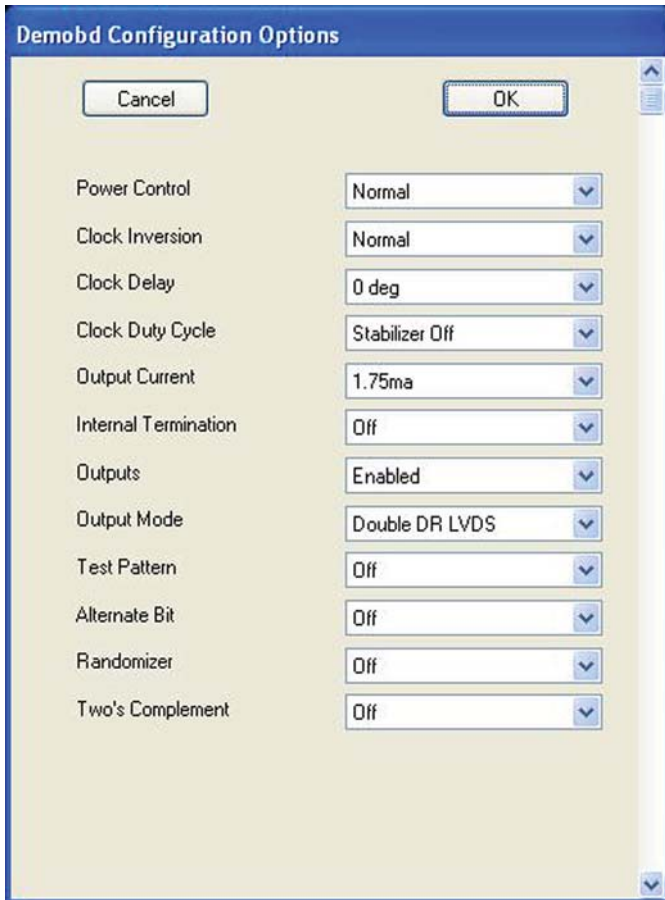 Demobd Configuration Options
Cancel OK
Power Control Normal
Clock Inversion Normal
Clock Delay 0 deg
Clock Duty Cycle Stabilizer Off
Output Current 1.75ma
Internal Termination Off
Outputs Enabled
Output Mode Double DR LVDS
Test Pattern Off
Alternate Bit Off
Randomizer Off
Two's Complement Off